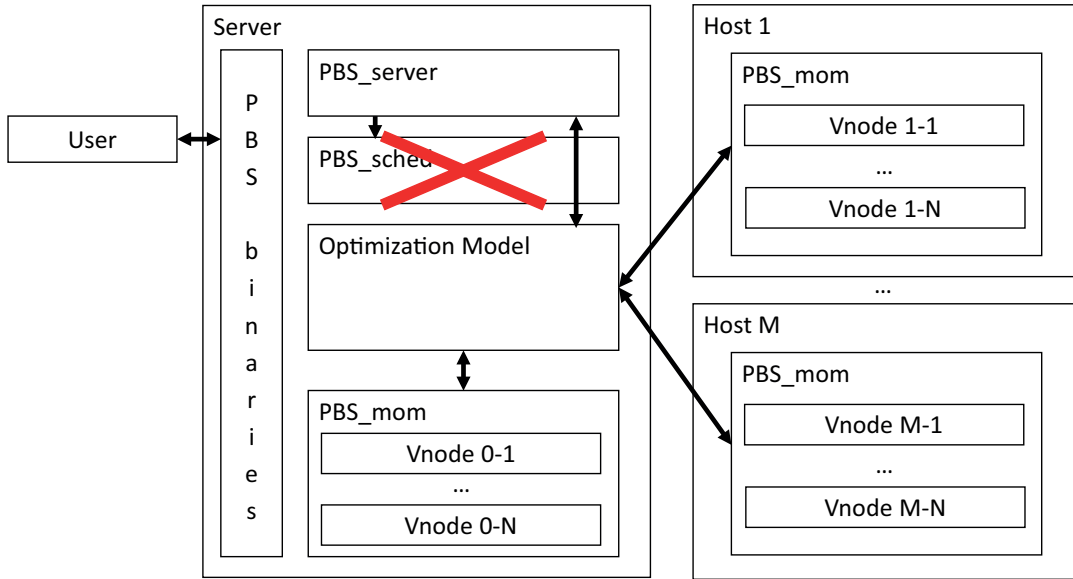 Server
User
P
B
S
b
i
n
a
r
i
e
s
PBS_server
PBS_sched
Optimization Model
PBS_mom
Vnode 0-1
...
Vnode 0-N
Host 1
PBS_mom
Vnode 1-1
...
Vnode 1-N
...
Host M
PBS_mom
Vnode M-1
...
Vnode M-N